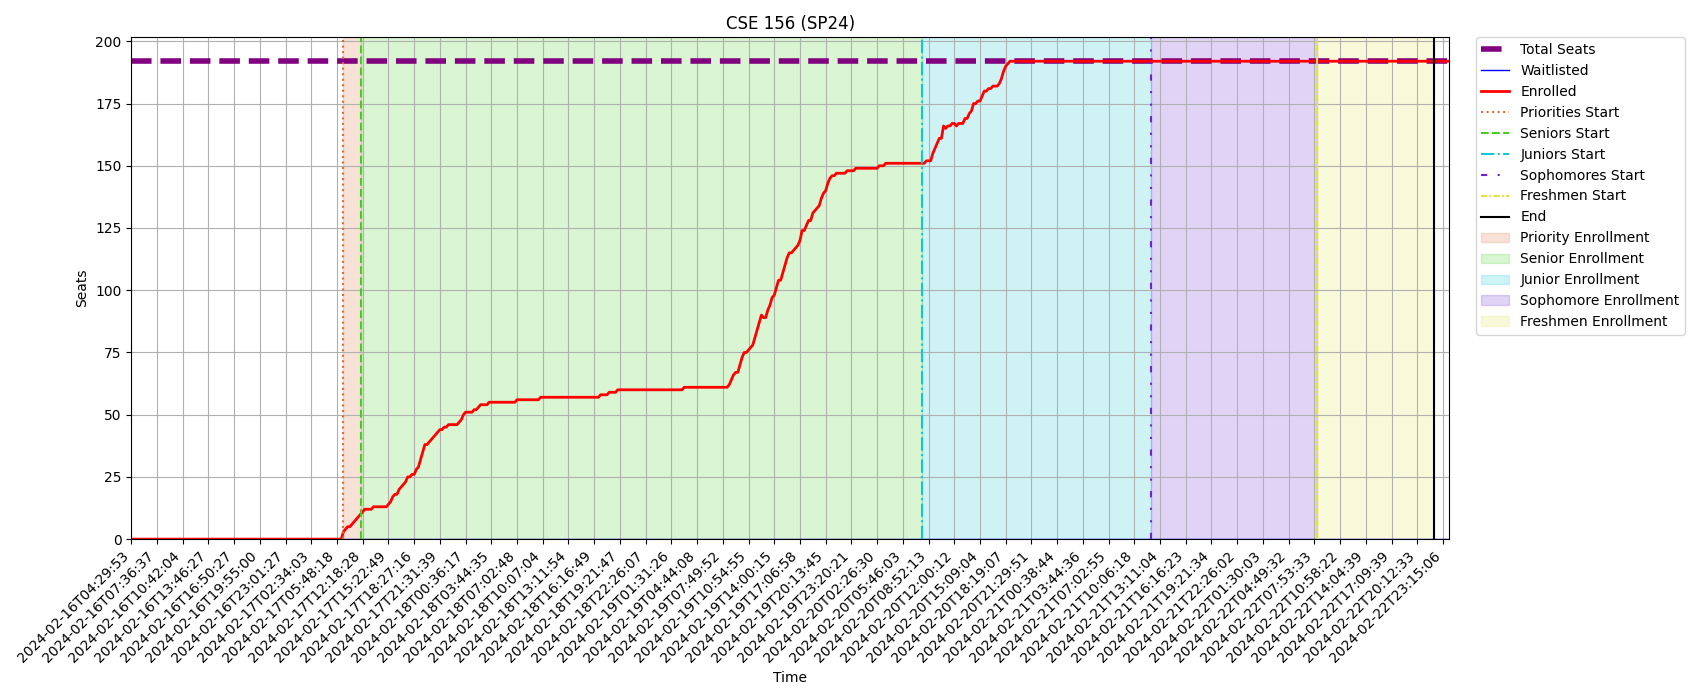 CSE 156 (SP24)
200
175
150
125
100
75
50
25
0
Seats
2024-02-16T04:29:53
2024-02-16T07:36:37
2024-02-16T10:42:04
2024-02-16T13:46:27
2024-02-16T16:50:27
2024-02-16T19:55:00
2024-02-16T23:01:27
2024-02-17T02:34:03
2024-02-17T05:48:18
2024-02-17T12:18:28
2024-02-17T15:22:49
2024-02-17T18:27:16
2024-02-17T21:31:39
2024-02-18T00:36:17
2024-02-18T03:44:35
2024-02-18T07:02:48
2024-02-18T10:07:04
2024-02-18T13:11:54
2024-02-18T16:16:49
2024-02-18T19:21:47
2024-02-18T22:26:07
2024-02-19T01:31:26
2024-02-19T04:44:08
2024-02-19T07:49:52
2024-02-19T10:54:55
2024-02-19T14:00:15
2024-02-19T17:06:58
2024-02-19T20:13:45
2024-02-19T23:20:21
2024-02-20T02:26:30
2024-02-20T05:46:03
2024-02-20T08:52:13
2024-02-20T12:00:12
2024-02-20T15:09:04
2024-02-20T18:19:07
2024-02-20T21:29:51
2024-02-21T00:38:44
2024-02-21T03:44:36
2024-02-21T07:02:55
2024-02-21T10:06:18
2024-02-21T13:11:04
2024-02-21T16:16:23
2024-02-21T19:21:34
2024-02-21T22:26:02
2024-02-22T01:30:03
2024-02-22T04:49:32
2024-02-22T07:53:33
2024-02-22T10:58:22
2024-02-22T14:04:39
2024-02-22T17:09:39
2024-02-22T20:12:33
2024-02-22T23:15:06
Time
Total Seats
Waitlisted
Enrolled
Priorities Start
Seniors Start
Juniors Start
Sophomores Start
Freshmen Start
End
Priority Enrollment
Senior Enrollment
Junior Enrollment
Sophomore Enrollment
Freshmen Enrollment